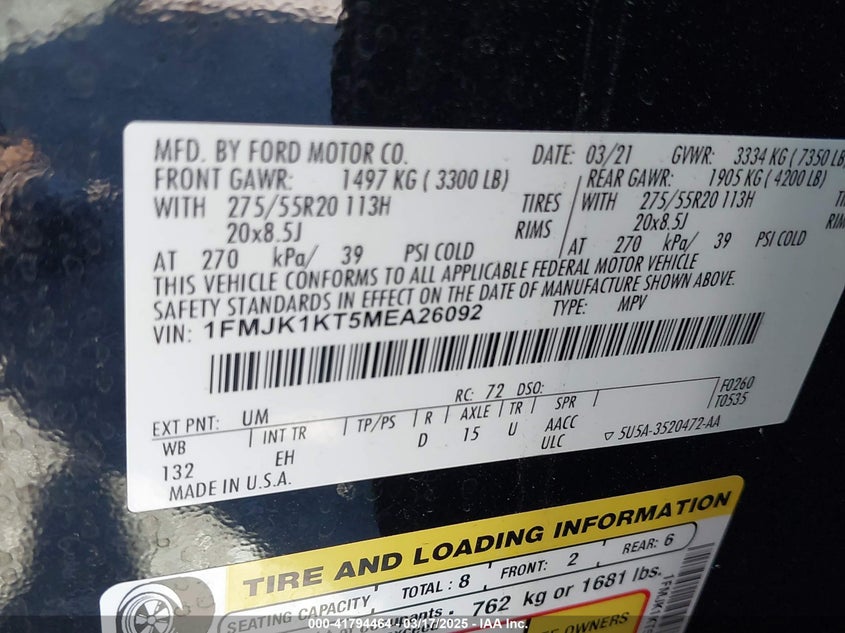 MFD. BY FORD MOTOR CO. DATE: 03/21 GVWR: 3334 KG ( 7350 LB)
FRONT GAWR: 1497 KG ( 3300 LB) REAR GAWR: 1905 KG ( 4200 LB)
WITH 275/55R20 113H TIRES WITH 275/55R20 113H TIRES
20x8.5J RIMS 20x8.5J RIM
AT 270 kPa/ 39 PSI COLD AT 270 kPa/ 39 PSI COLD
THIS VEHICLE CONFORMS TO ALL APPLICABLE FEDERAL MOTOR VEHICLE
SAFETY STANDARDS IN EFFECT ON THE DATE OF MANUFACTURE SHOWN ABOVE.
VIN: 1FMJK1KT5MEA26092 TYPE: MPV
EXT PNT: UM RC: 72 DSO: F0260
T0535
WB INT TR TP/PS R AXLE TR SPR
132 EH D 15 U AACC
ULC 5U5A-3520472-AA
MADE IN U.S.A.
TIRE AND LOADING INFORMATION
SEATING CAPACITY TOTAL : 8 FRONT: 2 REAR: 6
762 kg or 1681 lbs.
OWNERS
000-41794464 - 03/17/2025 - IAA Inc.